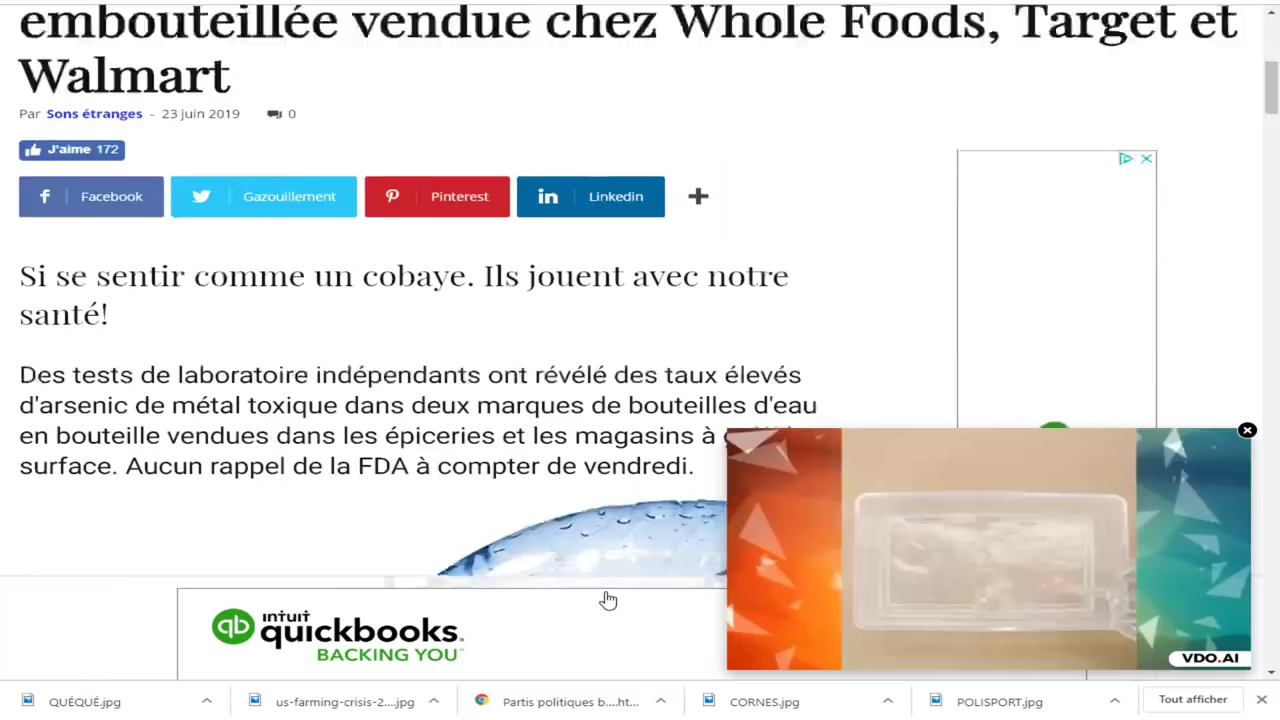 embouteillée vendue chez Whole Foods, Target et
Walmart
Par Sons étranges - 23 juin 2019 0
J'aime 172
Facebook Gazouillement Pinterest Linkedin
Si se sentir comme un cobaye. Ils jouent avec notre
santé!
Des tests de laboratoire indépendants ont révélé des taux élevés
d'arsenic de métal toxique dans deux marques de bouteilles d'eau
en bouteille vendues dans les épiceries et les magasins à
surface. Aucun rappel de la FDA à compter de vendredi.
VDO.AI
qb intuit
quickbooks.
BACKING YOU™
QUÉQUÉ.jpg us-farming-crisis-2....jpg Partis politiques b....ht... CORNES.jpg POLISPORT.jpg Tout afficher